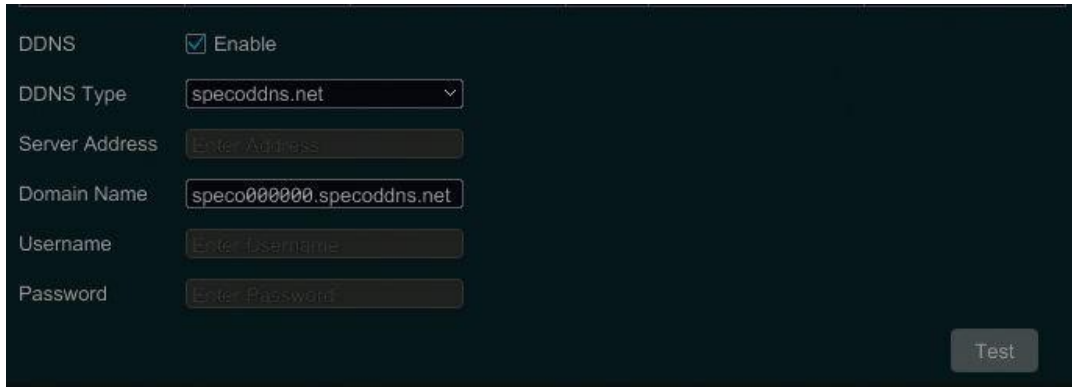 DDNS Enable
DDNS Type specoddns.net
Server Address Enter Address
Domain Name speco000000.specoddns.net
Username Enter Username
Password Enter Password
Test